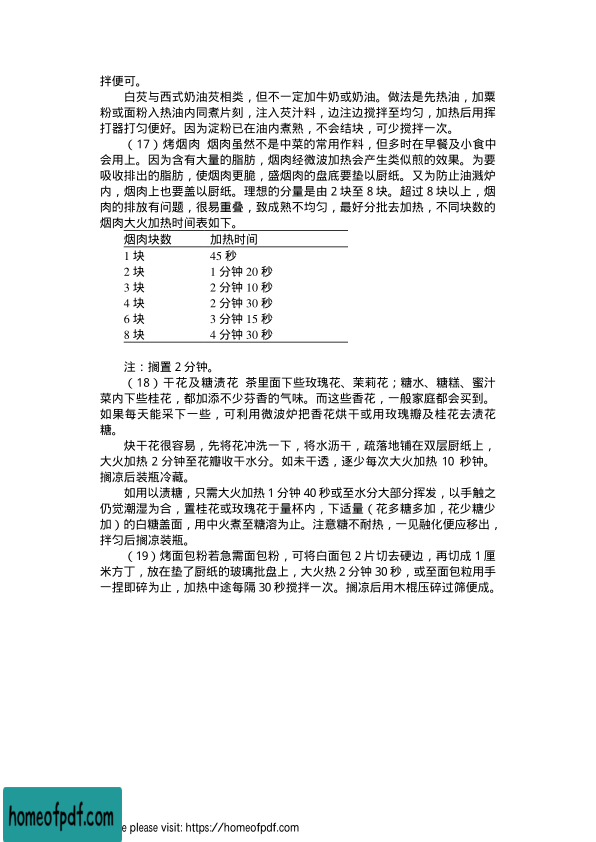 拌便可。
白芡与西式奶油芡相类，但不一定加牛奶或奶油。做法是先热油，加粟
粉或面粉入热油内同煮片刻，注入芡汁料，边注边搅拌至均匀，加热后用挥
打器打匀便好。因为淀粉已在油内煮熟，不会结块，可少搅拌一次。
（17）烤烟肉 烟肉虽然不是中菜的常用作料，但多时在早餐及小食中
会用上。因为含有大量的脂肪，烟肉经微波加热会产生类似煎的效果。为要
吸收排出的脂肪，使烟肉更脆，盛烟肉的盘底要垫以厨纸。又为防止油溅炉
内，烟肉上也要盖以厨纸。理想的分量是由 2 块至 8 块。超过 8 块以上，烟
肉的排放有问题，很易重叠，致成熟不均匀，最好分批去加热，不同块数的
烟肉大火加热时间表如下。
烟肉块数 加热时间
1 块 45 秒
2 块 1 分钟 20 秒
3 块 2 分钟 10 秒
4 块 2 分钟 30 秒
6 块 3 分钟 15 秒
8 块 4 分钟 30 秒
注：搁置 2 分钟。
（18）干花及糖渍花 茶里面下些玫瑰花、茉莉花；糖水、糖糕、蜜汁
菜内下些桂花，都加添不少芬香的气味。而这些香花，一般家庭都会买到。
如果每天能采下一些，可利用微波炉把香花烘干或用玫瑰瓣及桂花去渍花
糖。
炔干花很容易，先将花冲洗一下，将水沥干，疏落地铺在双层厨纸上，
大火加热 2 分钟至花瓣收干水分。如未干透，逐少每次大火加热 10 秒钟。
搁凉后装瓶冷藏。
如用以渍糖，只需大火加热 1 分钟 40 秒或至水分大部分挥发，以手触之
仍觉潮湿为合，置桂花或玫瑰花于量杯内，下适量（花多糖多加，花少糖少
加）的白糖盖面，用中火煮至糖溶为止。注意糖不耐热，一见融化便应移出，
拌匀后搁凉装瓶。
（19）烤面包粉若急需面包粉，可将白面包 2 片切去硬边，再切成 1 厘
米方丁，放在垫了厨纸的玻璃批盘上，大火热 2 分钟 30 秒，或至面包粒用手
一捏即碎为止，加热中途每隔 30 秒搅拌一次。搁凉后用木棍压碎过筛便成。
homeofpdf.com
e please visit: https://homeofpdf.com